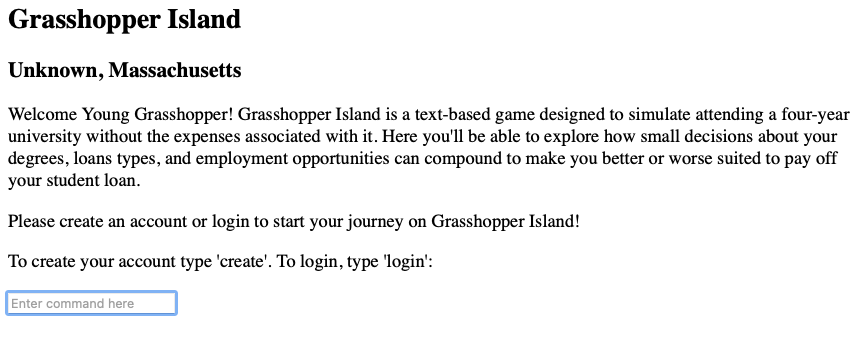 Grasshopper Island
Unknown, Massachusetts
Welcome Young Grasshopper! Grasshopper Island is a text-based game designed to simulate attending a four-year
university without the expenses associated with it. Here you'll be able to explore how small decisions about your
degrees, loans types, and employment opportunities can compound to make you better or worse suited to pay off
your student loan.
Please create an account or login to start your journey on Grasshopper Island!
To create your account type 'create'. To login, type 'login':
Enter command here